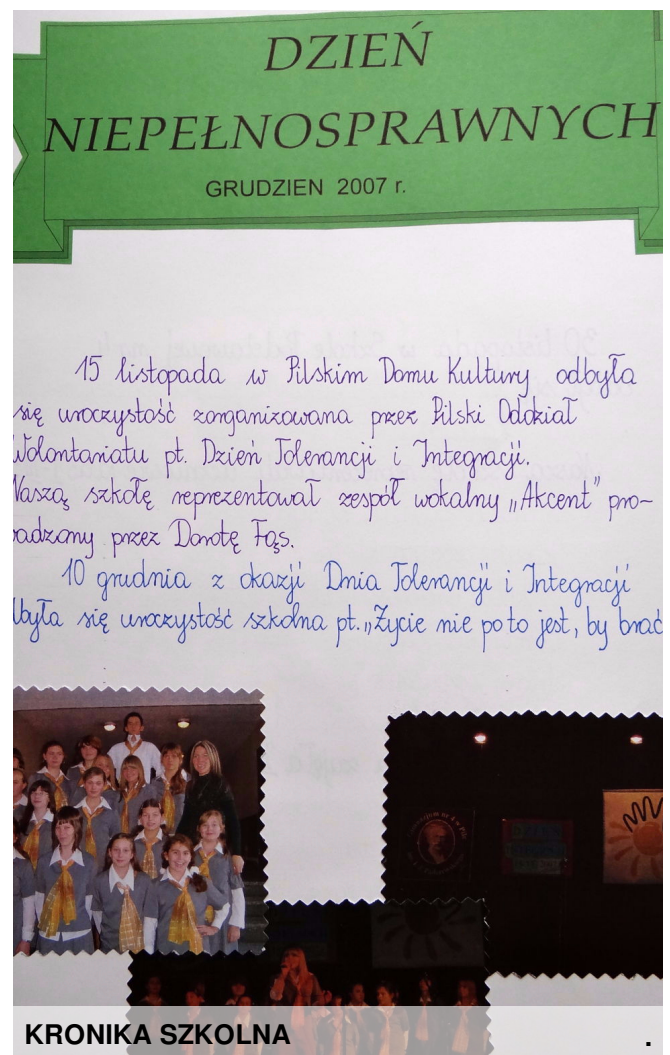 DZIEŃ
NIEPEŁNOSPRAWNYCH
GRUDZIEN 2007 r.
15 listopada w Pilskim Domu Kultury odbyła
się uroczystość zorganizowana przez Pilski Oddział
Wolontariatu pt. Dzień Tolerancji i Integracji.
Naszą szkołę reprezentował zespół wokalny „Akcent" pro-
wadzony przez Dorotę Fąs.
10 grudnia z okazji Dnia Tolerancji i Integracji
dbyła się uroczystość szkolna pt. „Życie nie po to jest, by brać
KRONIKA SZKOLNA .